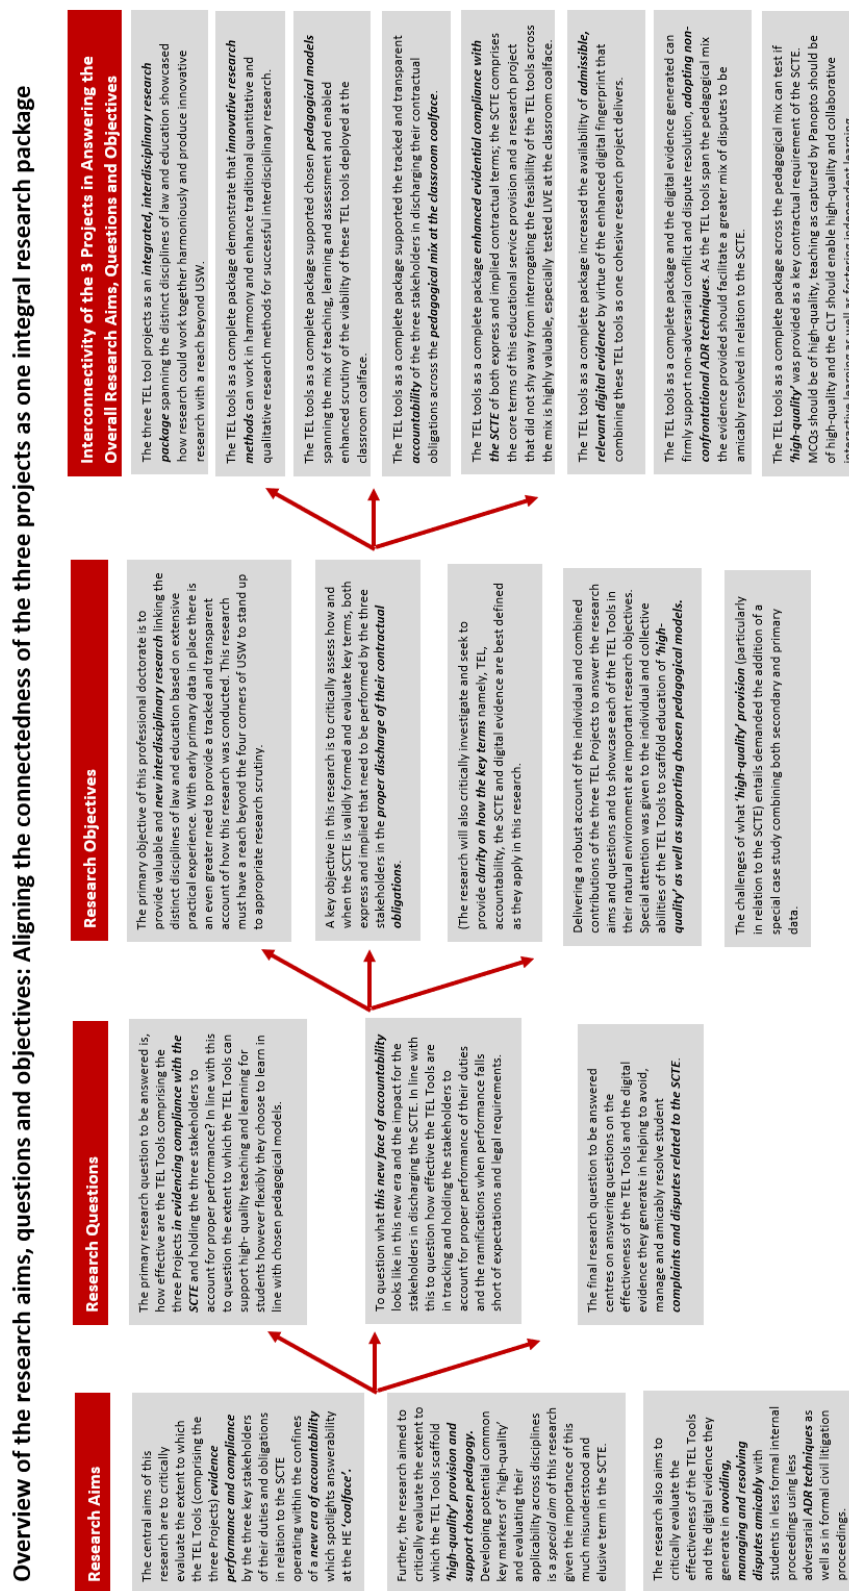 Overview of the research aims, questions and objectives: Aligning the connectedness of the three projects as one integral research package
Research Aims
The central aims of this
research are to critically
evaluate the extent to which
the TEL Tools (comprising the
three Projects) evidence
performance and compliance
by the three key stakeholders
of their duties and obligations
in relation to the SCTE
operating within the confines
of a new era of accountability
which spotlights answerability
at the HE ‘coalface’.
Further, the research aimed to
critically evaluate the extent to
which the TEL Tools scaffold
‘high-quality’ provision and
support chosen pedagogy.
Developing potential common
key markers of ‘high-quality’
and evaluating their
applicability across disciplines
is a special aim of this research
given the importance of this
much misunderstood and
elusive term in the SCTE.
The research also aims to
critically evaluate the
effectiveness of the TEL Tools
and the digital evidence they
generate in avoiding,
managing and resolving
disputes amicably with
students in less formal internal
proceedings using less
adversarial ADR techniques as
well as in formal civil litigation
proceedings.
Research Questions
The primary research question to be answered is,
how effective are the TEL Tools comprising the
three Projects in evidencing compliance with the
SCTE and holding the three stakeholders to
account for proper performance? In line with this
to question the extent to which the TEL Tools can
support high- quality teaching and learning for
students however flexibly they choose to learn in
line with chosen pedagogical models.
To question what this new face of accountability
looks like in this new era and the impact for the
stakeholders in discharging the SCTE. In line with
this to question how effective the TEL Tools are
in tracking and holding the stakeholders to
account for proper performance of their duties
and the ramifications when performance falls
short of expectations and legal requirements.
The final research question to be answered
centres on answering questions on the
effectiveness of the TEL Tools and the digital
evidence they generate in helping to avoid,
manage and amicably resolve student
complaints and disputes related to the SCTE.
Research Objectives
The primary objective of this professional doctorate is to
provide valuable and new interdisciplinary research linking the
distinct disciplines of law and education based on extensive
practical experience. With early primary data in place there is
an even greater need to provide a tracked and transparent
account of how this research was conducted. This research
must have a reach beyond the four corners of USW to stand up
to appropriate research scrutiny.
A key objective in this research is to critically assess how and
when the SCTE is validly formed and evaluate key terms, both
express and implied that need to be performed by the three
stakeholders in the proper discharge of their contractual
obligations.
(The research will also critically investigate and seek to
provide clarity on how the key terms namely, TEL,
accountability, the SCTE and digital evidence are best defined
as they apply in this research.
Delivering a robust account of the individual and combined
contributions of the three TEL Projects to answer the research
aims and questions and to showcase each of the TEL Tools in
their natural environment are important research objectives.
Special attention was given to the individual and collective
abilities of the TEL Tools to scaffold education of ‘high-
quality’ as well as supporting chosen pedagogical models.
The challenges of what ‘high-quality’ provision (particularly
in relation to the SCTE) entails demanded the addition of a
special case study combining both secondary and primary
data.
Interconnectivity of the 3 Projects in Answering the
Overall Research Aims, Questions and Objectives
The three TEL tool projects as an integrated, interdisciplinary research
package spanning the distinct disciplines of law and education showcased
how research could work together harmoniously and produce innovative
research with a reach beyond USW.
The TEL tools as a complete package demonstrate that innovative research
methods can work in harmony and enhance traditional quantitative and
qualitative research methods for successful interdisciplinary research.
The TEL tools as a complete package supported chosen pedagogical models
spanning the mix of teaching, learning and assessment and enabled
enhanced scrutiny of the viability of these TEL tools deployed at the
classroom coalface.
The TEL tools as a complete package supported the tracked and transparent
accountability of the three stakeholders in discharging their contractual
obligations across the pedagogical mix at the classroom coalface.
The TEL tools as a complete package enhanced evidential compliance with
the SCTE of both express and implied contractual terms; the SCTE comprises
the core terms of this educational service provision and a research project
that did not shy away from interrogating the feasibility of the TEL tools across
the mix is highly valuable, especially tested LIVE at the classroom coalface.
The TEL tools as a complete package increased the availability of admissible,
relevant digital evidence by virtue of the enhanced digital fingerprint that
combining these TEL tools as one cohesive research project delivers.
The TEL tools as a complete package and the digital evidence generated can
firmly support non-adversarial conflict and dispute resolution, adopting non-
confrontational ADR techniques. As the TEL tools span the pedagogical mix
the evidence provided should facilitate a greater mix of disputes to be
amicably resolved in relation to the SCTE.
The TEL tools as a complete package across the pedagogical mix can test if
‘high-quality’ was provided as a key contractual requirement of the SCTE.
MCQs should be of high-quality, teaching as captured by Panopto should be
of high-quality and the CLT should enable high-quality and collaborative
interactive learning as well as fostering independent learning.